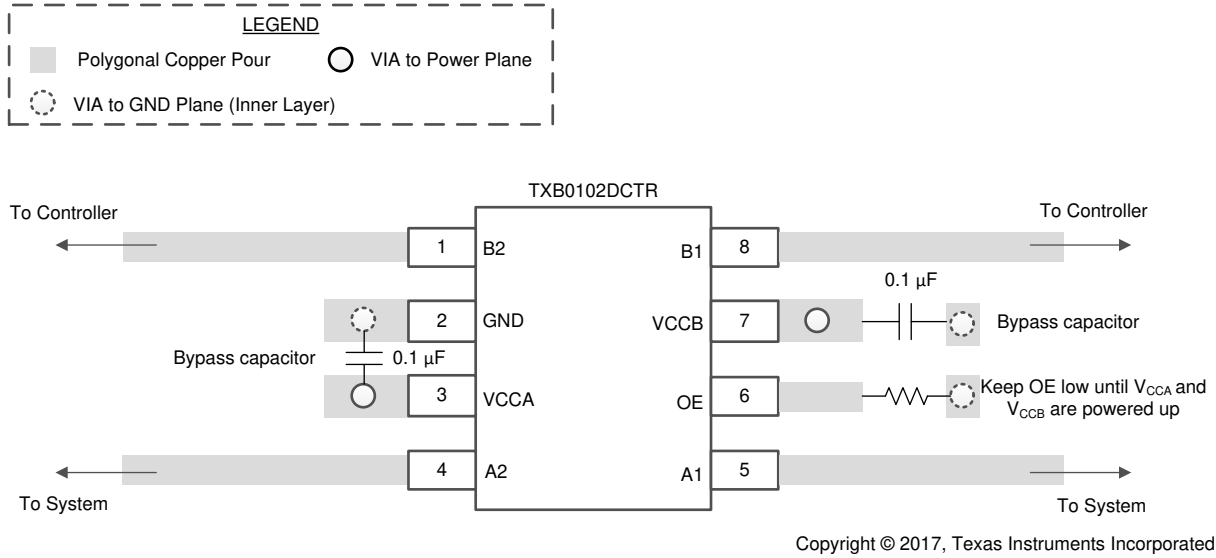 LEGEND
Polygonal Copper Pour
VIA to Power Plane
VIA to GND Plane (Inner Layer)
TXB0102DCTR
To Controller
To Controller
1
B2
B1
8
0.1 µF
2
GND
VCCB
7
Bypass capacitor
Bypass capacitor
0.1 µF
3
VCCA
OE
6
Keep OE low until VCCA and
VCCB are powered up
4
A2
A1
5
To System
To System
Copyright © 2017, Texas Instruments Incorporated